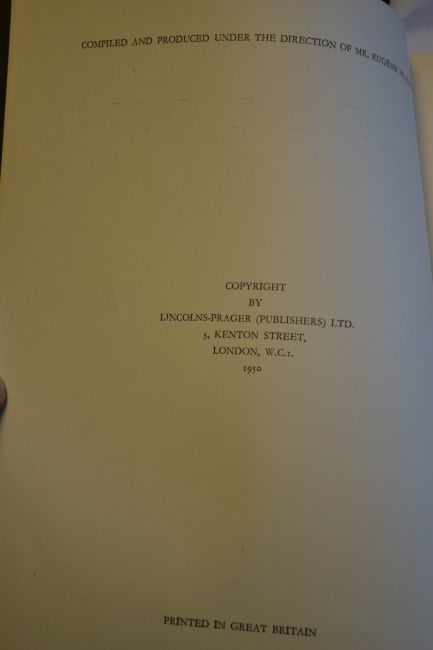 COMPILED AND PRODUCED UNDER THE DIRECTION OF MR. EUGENE
COPYRIGHT
BY
LINCOLNS-PRAGER (PUBLISHERS) LTD.
3, KENTON STREET,
LONDON, W.C.1.
1950
PRINTED IN GREAT BRITAIN